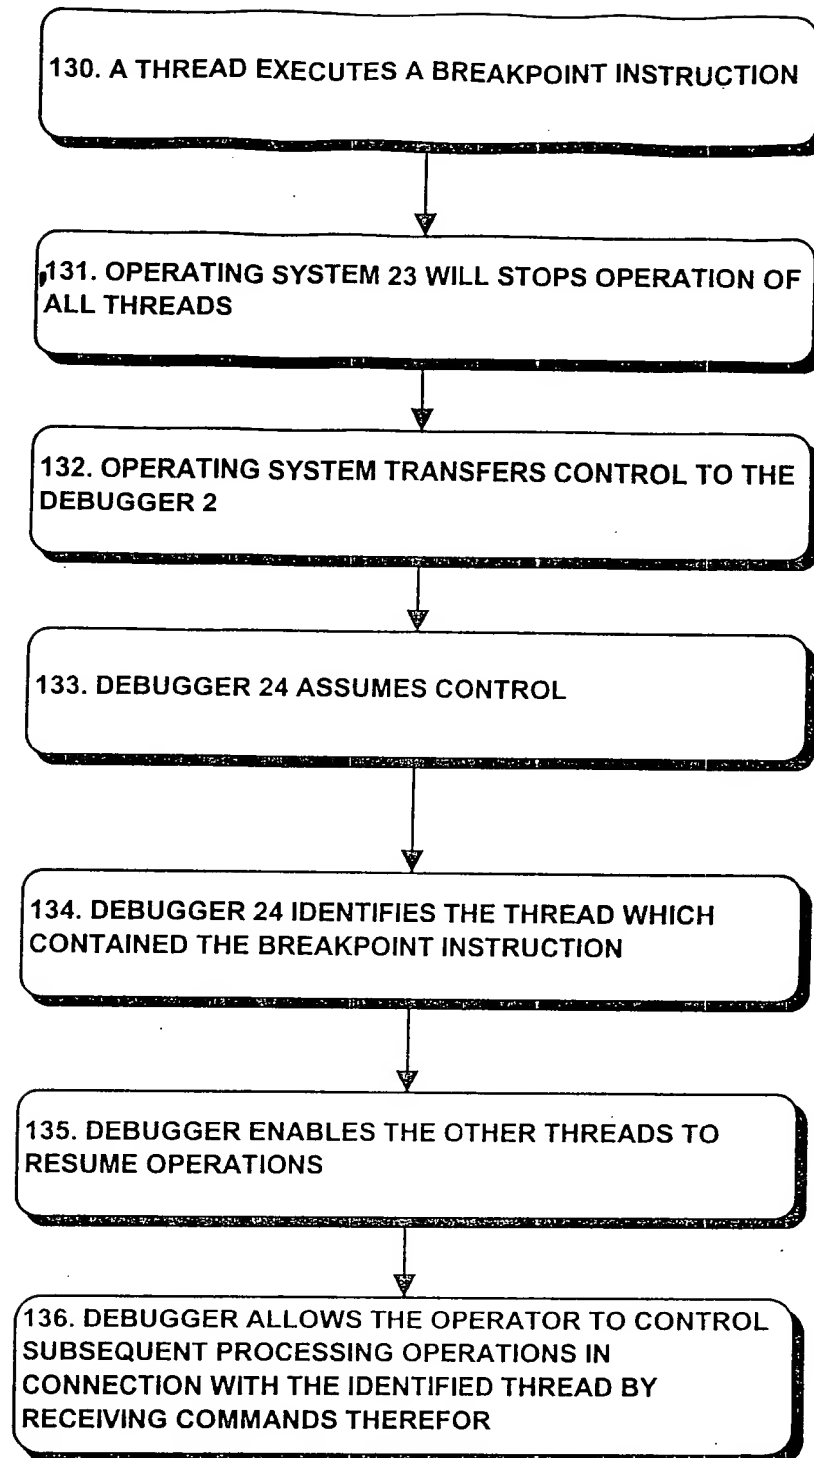 130. A THREAD EXECUTES A BREAKPOINT INSTRUCTION
131. OPERATING SYSTEM 23 WILL STOPS OPERATION OF
ALL THREADS
132. OPERATING SYSTEM TRANSFERS CONTROL TO THE
DEBUGGER 2
133. DEBUGGER 24 ASSUMES CONTROL
134. DEBUGGER 24 IDENTIFIES THE THREAD WHICH
CONTAINED THE BREAKPOINT INSTRUCTION
135. DEBUGGER ENABLES THE OTHER THREADS TO
RESUME OPERATIONS
136. DEBUGGER ALLOWS THE OPERATOR TO CONTROL
SUBSEQUENT PROCESSING OPERATIONS IN
CONNECTION WITH THE IDENTIFIED THREAD BY
RECEIVING COMMANDS THEREFOR